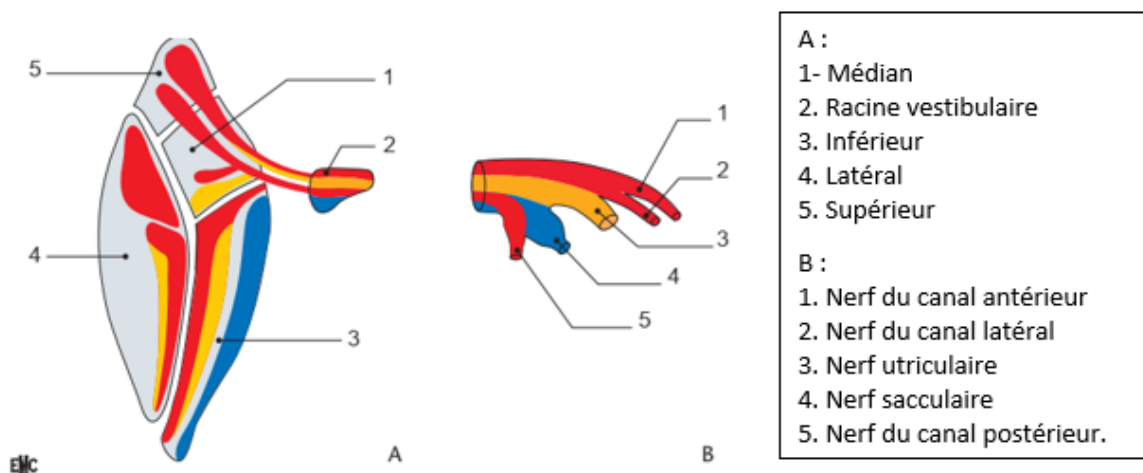 5
1
2
4
3
EMC
A
1
2
3
4
5
B
A :
1- Médian
2. Racine vestibulaire
3. Inférieur
4. Latéral
5. Supérieur
B :
1. Nerf du canal antérieur
2. Nerf du canal latéral
3. Nerf utriculaire
4. Nerf sacculaire
5. Nerf du canal postérieur.